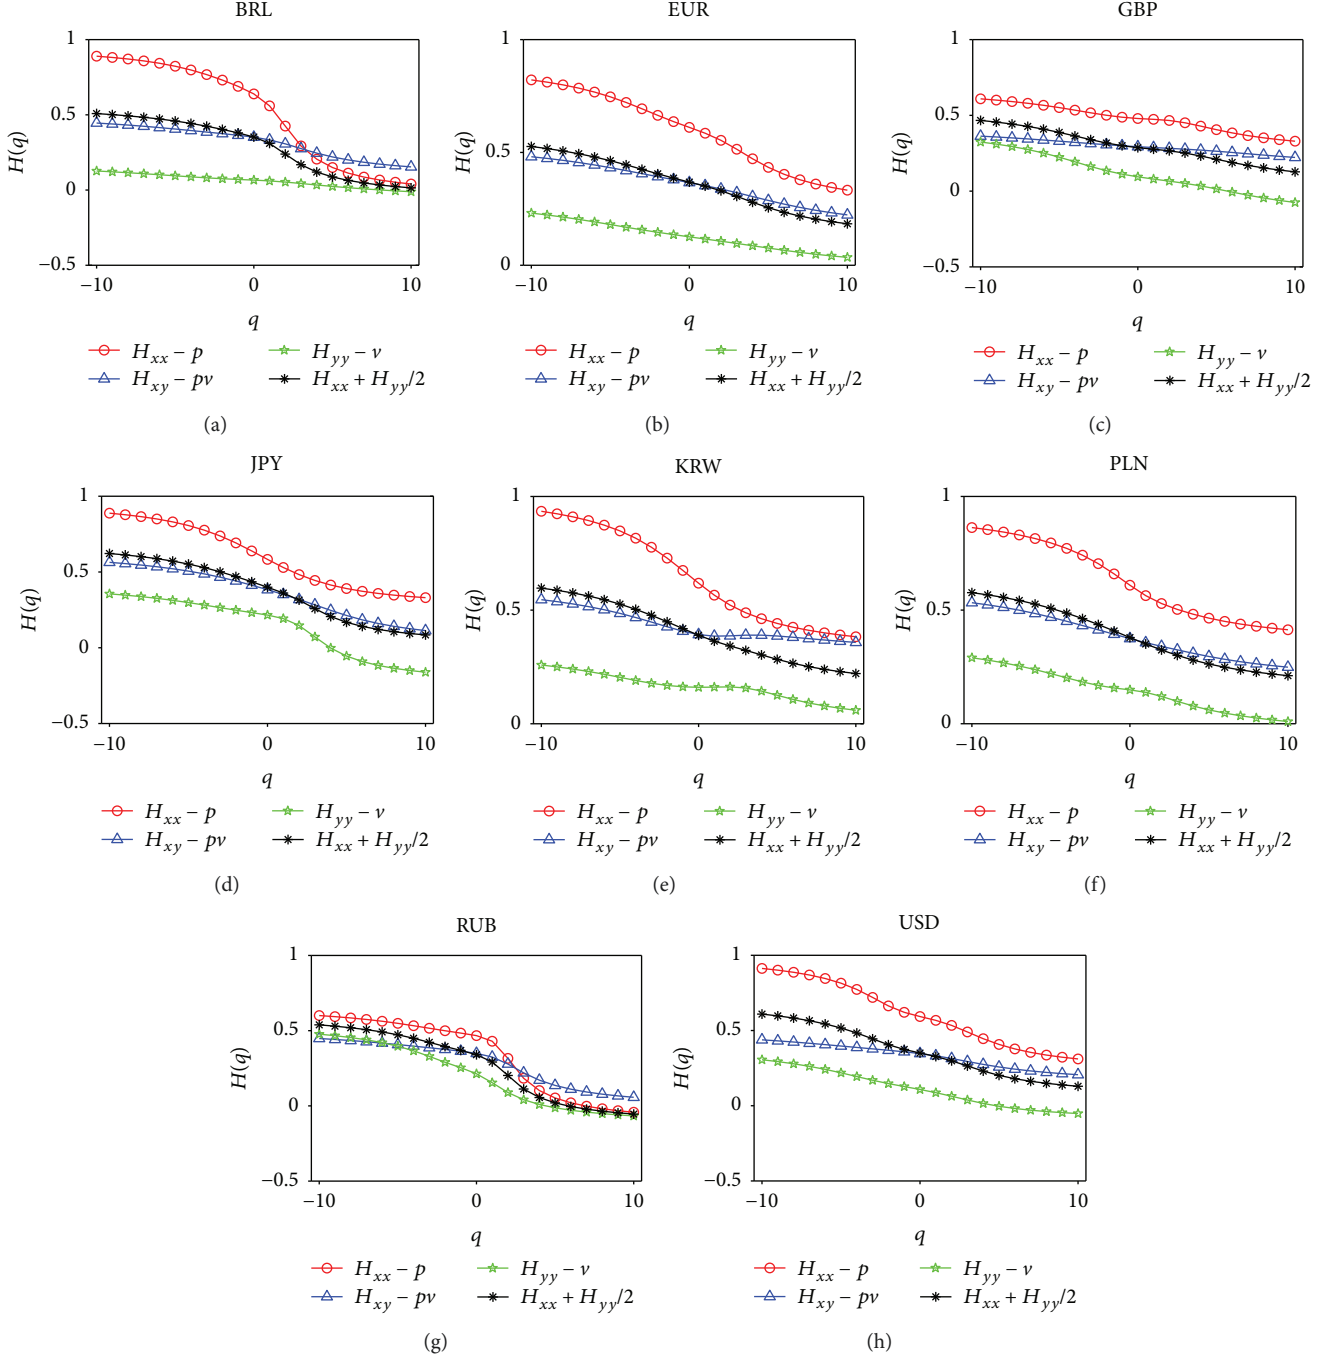 BRL
1
0.5
0
−0.5
H(q)
−10 0 10
q
H_xx − p
H_yy − v
H_xy − pv
H_xx + H_yy/2
(a)
EUR
1
0.5
0
H(q)
−10 0 10
q
H_xx − p
H_yy − v
H_xy − pv
H_xx + H_yy/2
(b)
GBP
1
0.5
0
−0.5
H(q)
−10 0 10
q
H_xx − p
H_yy − v
H_xy − pv
H_xx + H_yy/2
(c)
JPY
1
0.5
0
−0.5
H(q)
−10 0 10
q
H_xx − p
H_yy − v
H_xy − pv
H_xx + H_yy/2
(d)
KRW
1
0.5
0
H(q)
−10 0 10
q
H_xx − p
H_yy − v
H_xy − pv
H_xx + H_yy/2
(e)
PLN
1
0.5
0
H(q)
−10 0 10
q
H_xx − p
H_yy − v
H_xy − pv
H_xx + H_yy/2
(f)
RUB
1
0.5
0
−0.5
H(q)
−10 0 10
q
H_xx − p
H_yy − v
H_xy − pv
H_xx + H_yy/2
(g)
USD
1
0.5
0
−0.5
H(q)
−10 0 10
q
H_xx − p
H_yy − v
H_xy − pv
H_xx + H_yy/2
(h)